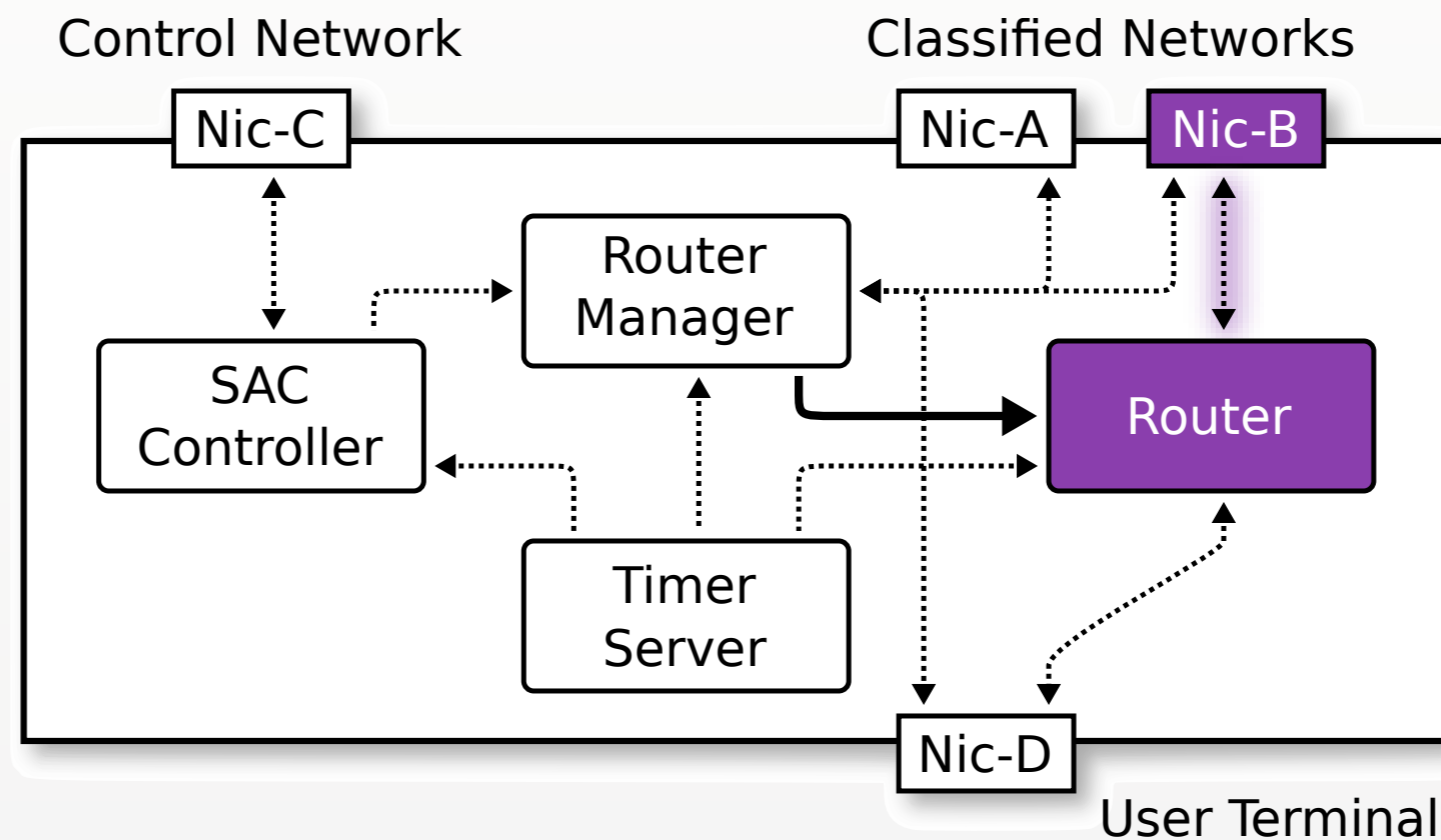 Control Network
Classified Networks
Nic-C
Nic-A
Nic-B
Router
Manager
SAC
Controller
Router
Timer
Server
Nic-D
User Terminal